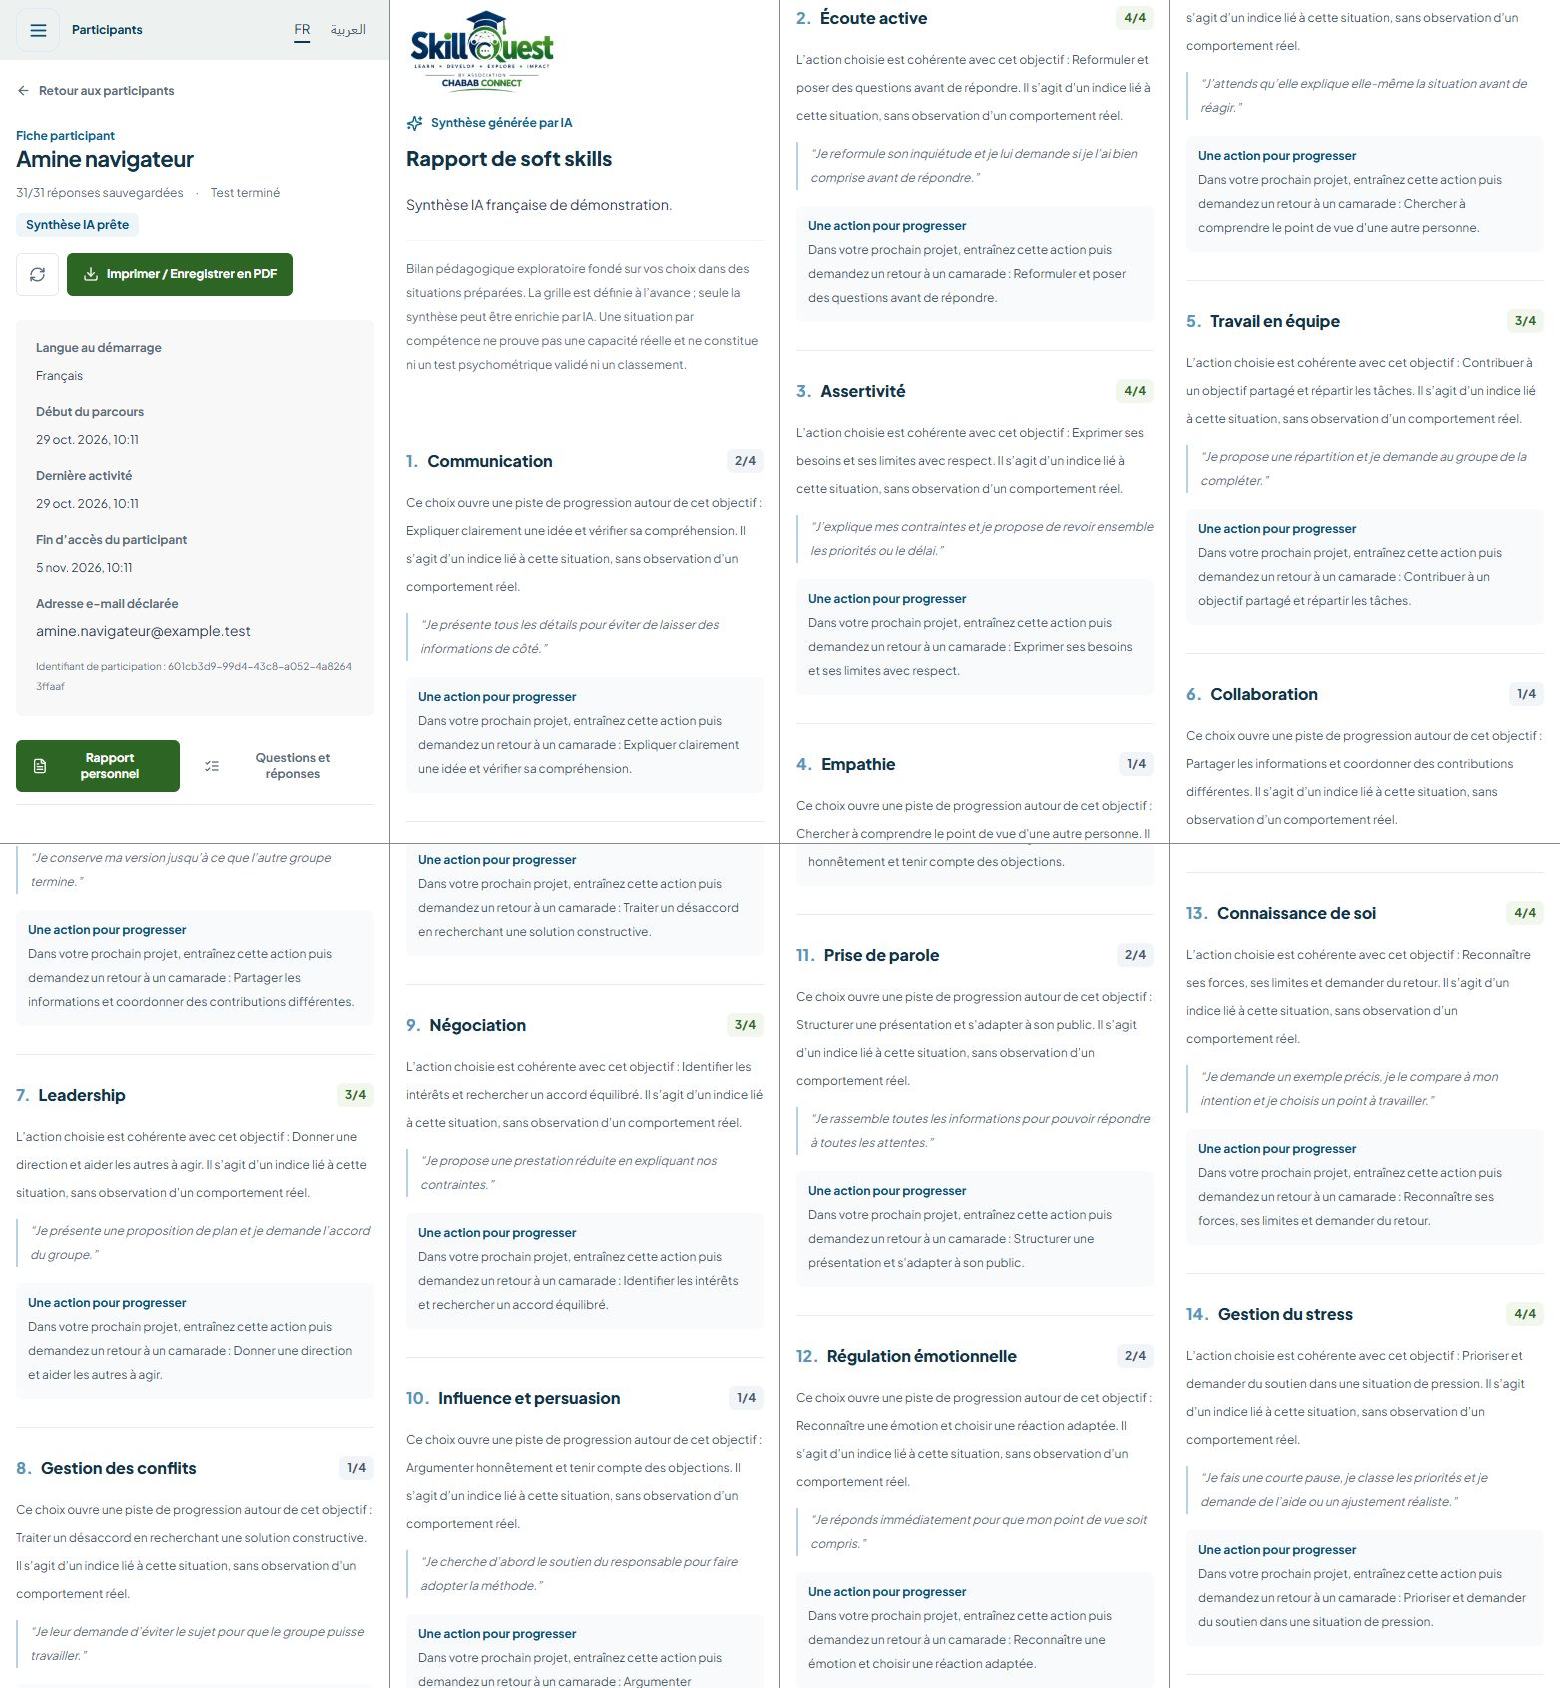 Participants
FR
العربية
Retour aux participants
Fiche participant
Amine navigateur
31/31 réponses sauvegardées · Test terminé
Synthèse IA prête
Imprimer / Enregistrer en PDF
Langue au démarrage
Français
Début du parcours
29 oct. 2026, 10:11
Dernière activité
29 oct. 2026, 10:11
Fin d’accès du participant
5 nov. 2026, 10:11
Adresse e-mail déclarée
amine.navigateur@example.test
Identifiant de participation : 601cb3d9-99d4-43c8-a052-4a8264
3ffaaf
Rapport
personnel
Questions et
réponses
Skill Quest
LEARN • DEVELOP • EXPLORE • IMPACT
BY ASSOCIATION
CHABAB CONNECT
Synthèse générée par IA
Rapport de soft skills
Synthèse IA française de démonstration.
Bilan pédagogique exploratoire fondé sur vos choix dans des
situations préparées. La grille est définie à l’avance ; seule la
synthèse peut être enrichie par IA. Une situation par
compétence ne prouve pas une capacité réelle et ne constitue
ni un test psychométrique validé ni un classement.
1. Communication 2/4
Ce choix ouvre une piste de progression autour de cet objectif :
Expliquer clairement une idée et vérifier sa compréhension. Il
s’agit d’un indice lié à cette situation, sans observation d’un
comportement réel.
“Je présente tous les détails pour éviter de laisser des
informations de côté.”
Une action pour progresser
Dans votre prochain projet, entraînez cette action puis
demandez un retour à un camarade : Expliquer clairement
une idée et vérifier sa compréhension.
2. Écoute active 4/4
L’action choisie est cohérente avec cet objectif : Reformuler et
poser des questions avant de répondre. Il s’agit d’un indice lié à
cette situation, sans observation d’un comportement réel.
“Je reformule son inquiétude et je lui demande si je l’ai bien
comprise avant de répondre.”
Une action pour progresser
Dans votre prochain projet, entraînez cette action puis
demandez un retour à un camarade : Reformuler et poser
des questions avant de répondre.
3. Assertivité 4/4
L’action choisie est cohérente avec cet objectif : Exprimer ses
besoins et ses limites avec respect. Il s’agit d’un indice lié à
cette situation, sans observation d’un comportement réel.
“J’explique mes contraintes et je propose de revoir ensemble
les priorités ou le délai.”
Une action pour progresser
Dans votre prochain projet, entraînez cette action puis
demandez un retour à un camarade : Exprimer ses besoins
et ses limites avec respect.
4. Empathie 1/4
Ce choix ouvre une piste de progression autour de cet objectif :
Chercher à comprendre le point de vue d’une autre personne. Il
s’agit d’un indice lié à cette situation, sans observation d’un
comportement réel.
“J’attends qu’elle explique elle-même la situation avant de
réagir.”
Une action pour progresser
Dans votre prochain projet, entraînez cette action puis
demandez un retour à un camarade : Chercher à
comprendre le point de vue d’une autre personne.
5. Travail en équipe 3/4
L’action choisie est cohérente avec cet objectif : Contribuer à
un objectif partagé et répartir les tâches. Il s’agit d’un indice lié
à cette situation, sans observation d’un comportement réel.
“Je propose une répartition et je demande au groupe de la
compléter.”
Une action pour progresser
Dans votre prochain projet, entraînez cette action puis
demandez un retour à un camarade : Contribuer à un
objectif partagé et répartir les tâches.
6. Collaboration 1/4
Ce choix ouvre une piste de progression autour de cet objectif :
Partager les informations et coordonner des contributions
différentes. Il s’agit d’un indice lié à cette situation, sans
observation d’un comportement réel.
“Je conserve ma version jusqu’à ce que l’autre groupe
termine.”
Une action pour progresser
Dans votre prochain projet, entraînez cette action puis
demandez un retour à un camarade : Partager les
informations et coordonner des contributions différentes.
7. Leadership 3/4
L’action choisie est cohérente avec cet objectif : Donner une
direction et aider les autres à agir. Il s’agit d’un indice lié à cette
situation, sans observation d’un comportement réel.
“Je présente une proposition de plan et je demande l’accord
du groupe.”
Une action pour progresser
Dans votre prochain projet, entraînez cette action puis
demandez un retour à un camarade : Donner une direction
et aider les autres à agir.
8. Gestion des conflits 1/4
Ce choix ouvre une piste de progression autour de cet objectif :
Traiter un désaccord en recherchant une solution constructive.
Il s’agit d’un indice lié à cette situation, sans observation d’un
comportement réel.
“Je leur demande d’éviter le sujet pour que le groupe puisse
travailler.”
Une action pour progresser
Dans votre prochain projet, entraînez cette action puis
demandez un retour à un camarade : Traiter un désaccord
en recherchant une solution constructive.
9. Négociation 3/4
L’action choisie est cohérente avec cet objectif : Identifier les
intérêts et rechercher un accord équilibré. Il s’agit d’un indice lié
à cette situation, sans observation d’un comportement réel.
“Je propose une prestation réduite en expliquant nos
contraintes.”
Une action pour progresser
Dans votre prochain projet, entraînez cette action puis
demandez un retour à un camarade : Identifier les intérêts
et rechercher un accord équilibré.
10. Influence et persuasion 1/4
Ce choix ouvre une piste de progression autour de cet objectif :
Argumenter honnêtement et tenir compte des objections. Il
s’agit d’un indice lié à cette situation, sans observation d’un
comportement réel.
“Je cherche d’abord le soutien du responsable pour faire
adopter la méthode.”
Une action pour progresser
Dans votre prochain projet, entraînez cette action puis
demandez un retour à un camarade : Argumenter
honnêtement et tenir compte des objections.
11. Prise de parole 2/4
Ce choix ouvre une piste de progression autour de cet objectif :
Structurer une présentation et s’adapter à son public. Il s’agit
d’un indice lié à cette situation, sans observation d’un
comportement réel.
“Je rassemble toutes les informations pour pouvoir répondre
à toutes les attentes.”
Une action pour progresser
Dans votre prochain projet, entraînez cette action puis
demandez un retour à un camarade : Structurer une
présentation et s’adapter à son public.
12. Régulation émotionnelle 2/4
Ce choix ouvre une piste de progression autour de cet objectif :
Reconnaître une émotion et choisir une réaction adaptée. Il
s’agit d’un indice lié à cette situation, sans observation d’un
comportement réel.
“Je réponds immédiatement pour que mon point de vue soit
compris.”
Une action pour progresser
Dans votre prochain projet, entraînez cette action puis
demandez un retour à un camarade : Reconnaître une
émotion et choisir une réaction adaptée.
13. Connaissance de soi 4/4
L’action choisie est cohérente avec cet objectif : Reconnaître
ses forces, ses limites et demander du retour. Il s’agit d’un
indice lié à cette situation, sans observation d’un
comportement réel.
“Je demande un exemple précis, je le compare à mon
intention et je choisis un point à travailler.”
Une action pour progresser
Dans votre prochain projet, entraînez cette action puis
demandez un retour à un camarade : Reconnaître ses
forces, ses limites et demander du retour.
14. Gestion du stress 4/4
L’action choisie est cohérente avec cet objectif : Prioriser et
demander du soutien dans une situation de pression. Il s’agit
d’un indice lié à cette situation, sans observation d’un
comportement réel.
“Je fais une courte pause, je classe les priorités et je
demande de l’aide ou un ajustement réaliste.”
Une action pour progresser
Dans votre prochain projet, entraînez cette action puis
demandez un retour à un camarade : Prioriser et demander
du soutien dans une situation de pression.